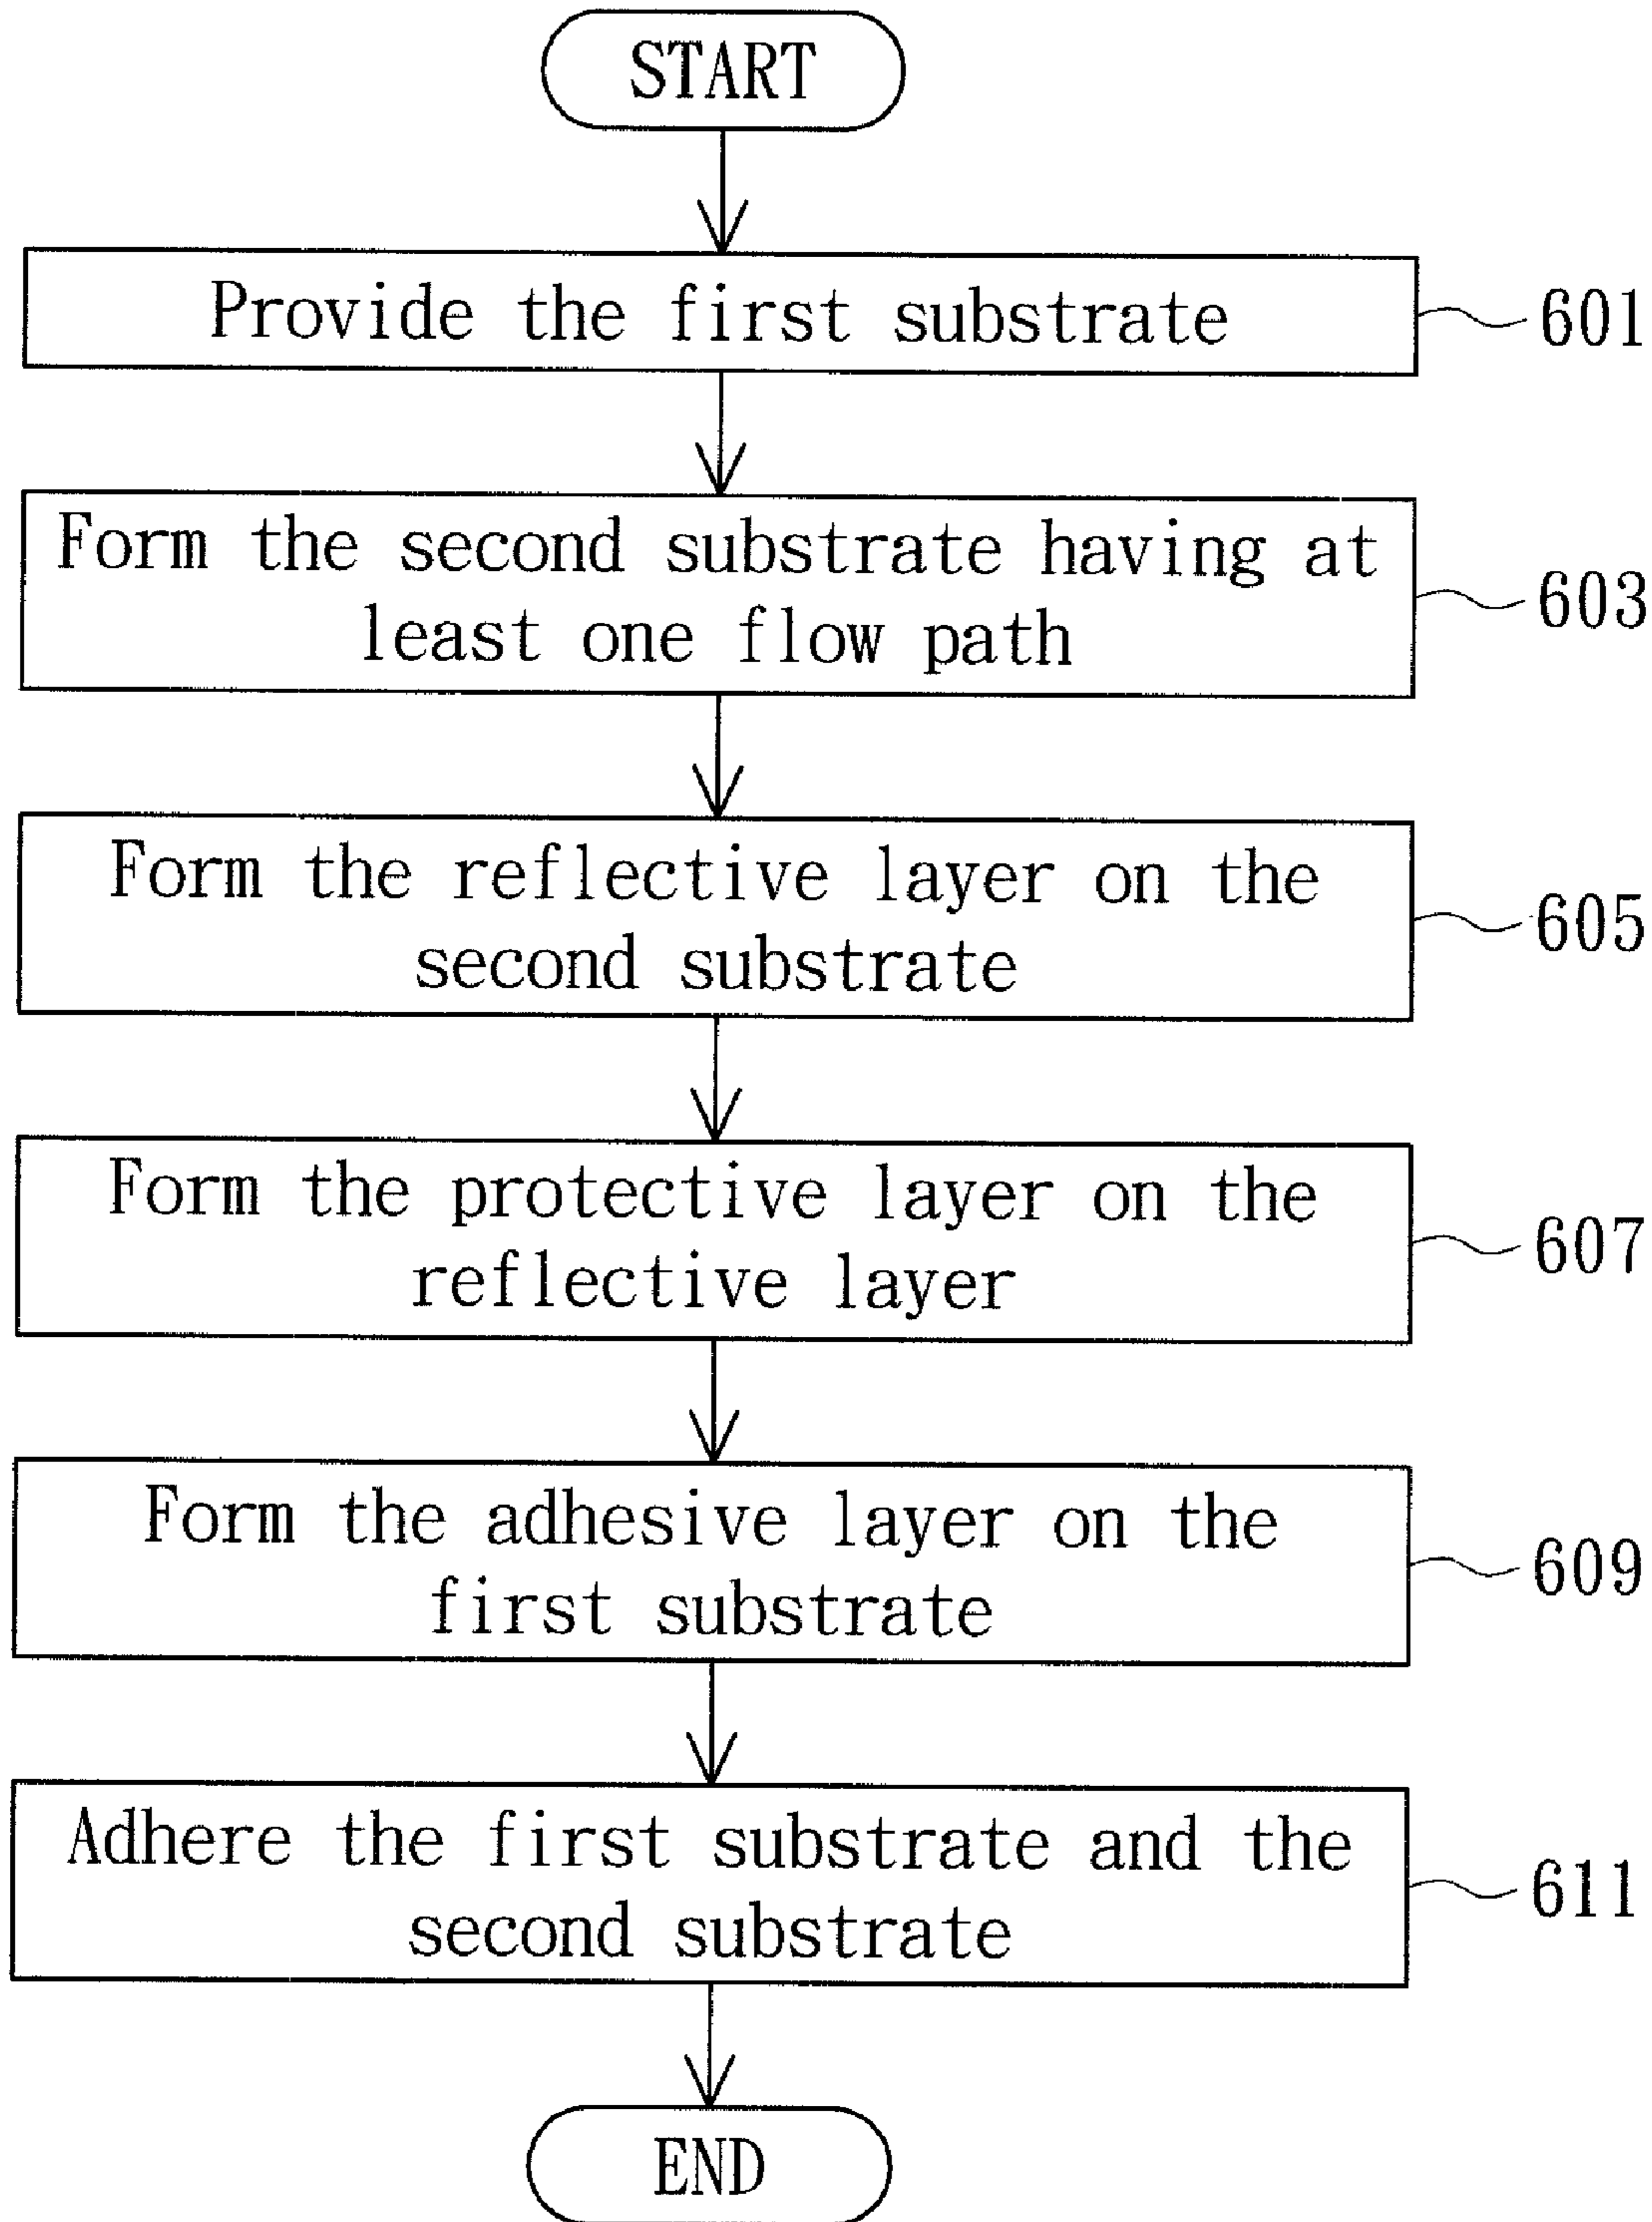 START
Provide the first substrate
601
Form the second substrate having at
least one flow path
603
Form the reflective layer on the
second substrate
605
Form the protective layer on the
reflective layer
607
Form the adhesive layer on the
first substrate
609
Adhere the first substrate and the
second substrate
611
END